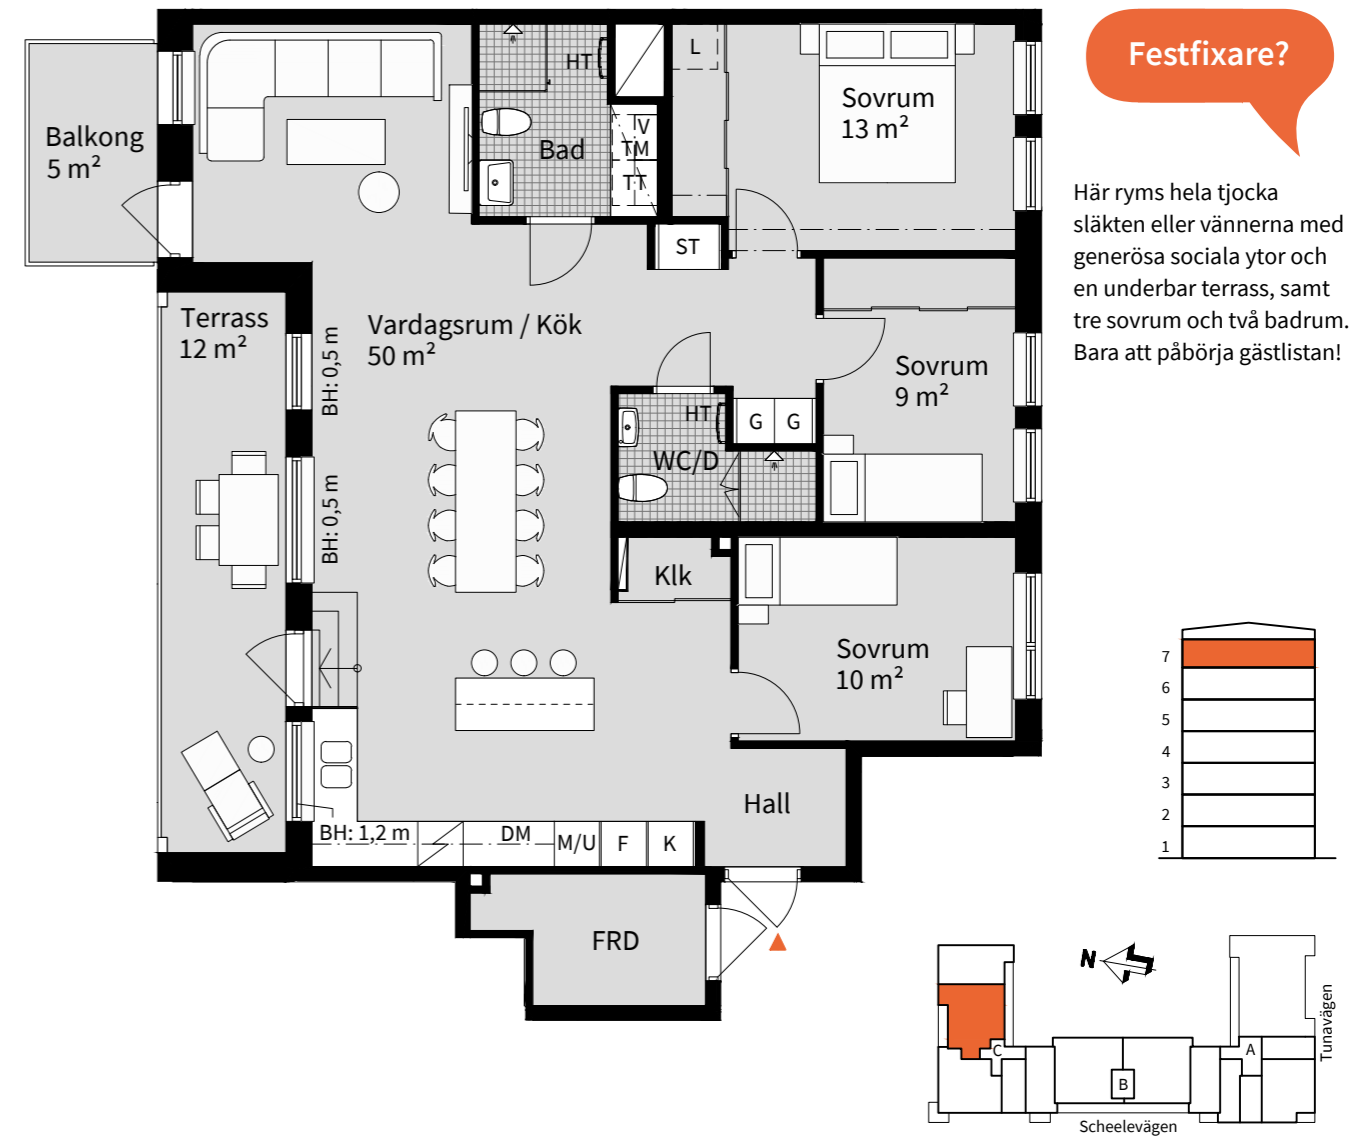 Festfixare?
Här ryms hela tjocka
släkten eller vännerna med
generösa sociala ytor och
en underbar terrass, samt
tre sovrum och två badrum.
Bara att påbörja gästlistan!
Balkong
5 m²
HT
Bad
V
TM
TT
L
Sovrum
13 m²
ST
Terrass
12 m²
BH: 0,5 m
Vardagsrum / Kök
50 m²
Sovrum
9 m²
HT
G
G
WC/D
BH: 0,5 m
Klk
Sovrum
10 m²
Hall
BH: 1,2 m
DM
M/U
F
K
FRD
7
6
5
4
3
2
1
N
C
B
A
Tunavägen
Scheelevägen